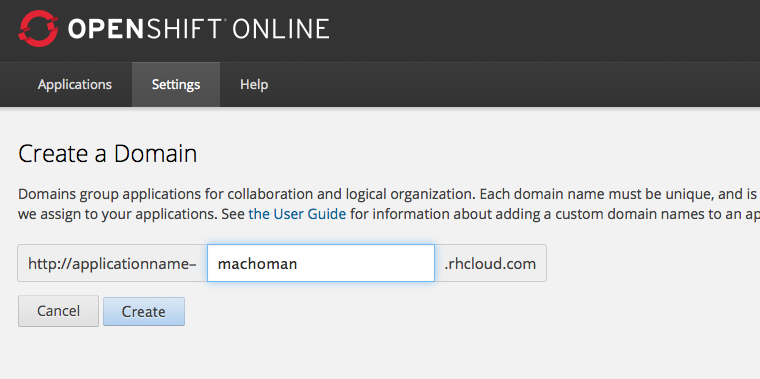 OPENSHIFT ONLINE
Applications Settings Help
Create a Domain
Domains group applications for collaboration and logical organization. Each domain name must be unique, and is
we assign to your applications. See the User Guide for information about adding a custom domain names to an ap
http://applicationname– machoman .rhcloud.com
Cancel Create